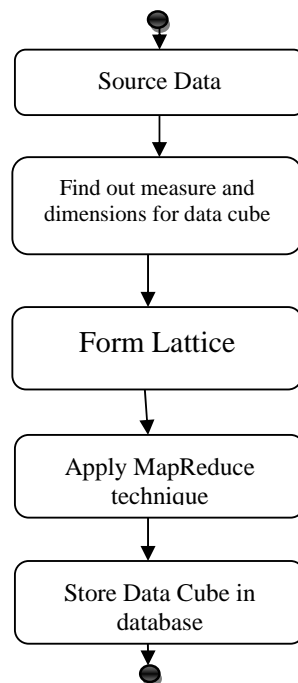 Source Data
Find out measure and
dimensions for data cube
Form Lattice
Apply MapReduce
technique
Store Data Cube in
database